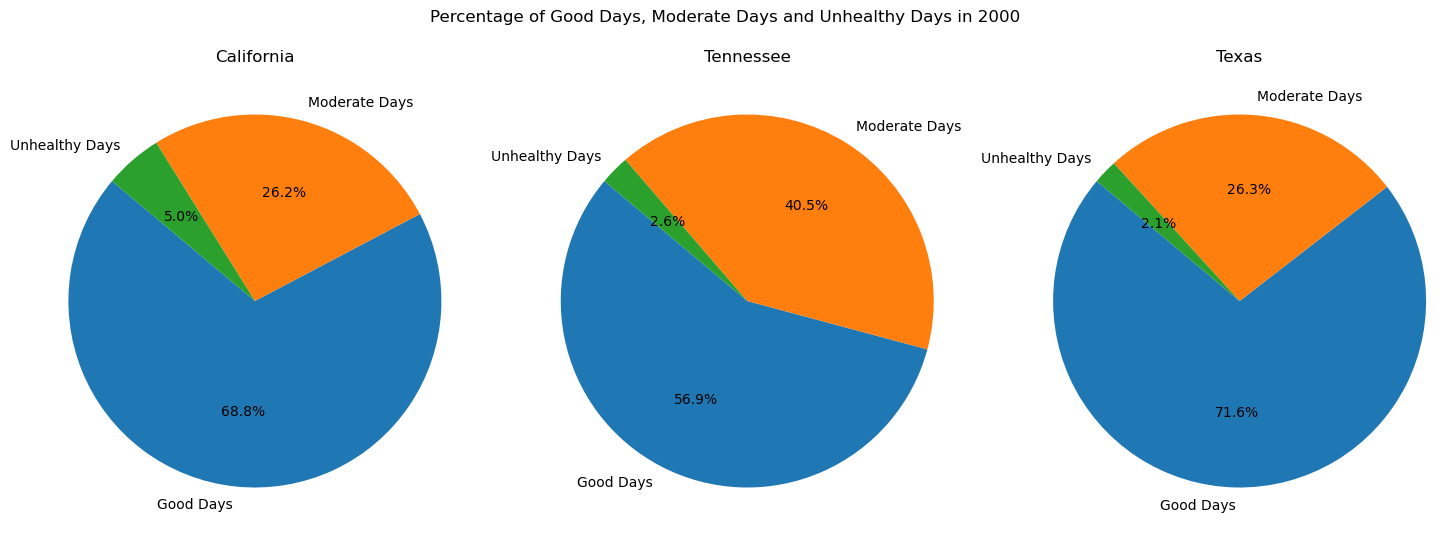 Percentage of Good Days, Moderate Days and Unhealthy Days in 2000
California
Moderate Days
Unhealthy Days
26.2%
5.0%
68.8%
Good Days
Tennessee
Moderate Days
Unhealthy Days
40.5%
2.6%
56.9%
Good Days
Texas
Moderate Days
Unhealthy Days
26.3%
2.1%
71.6%
Good Days